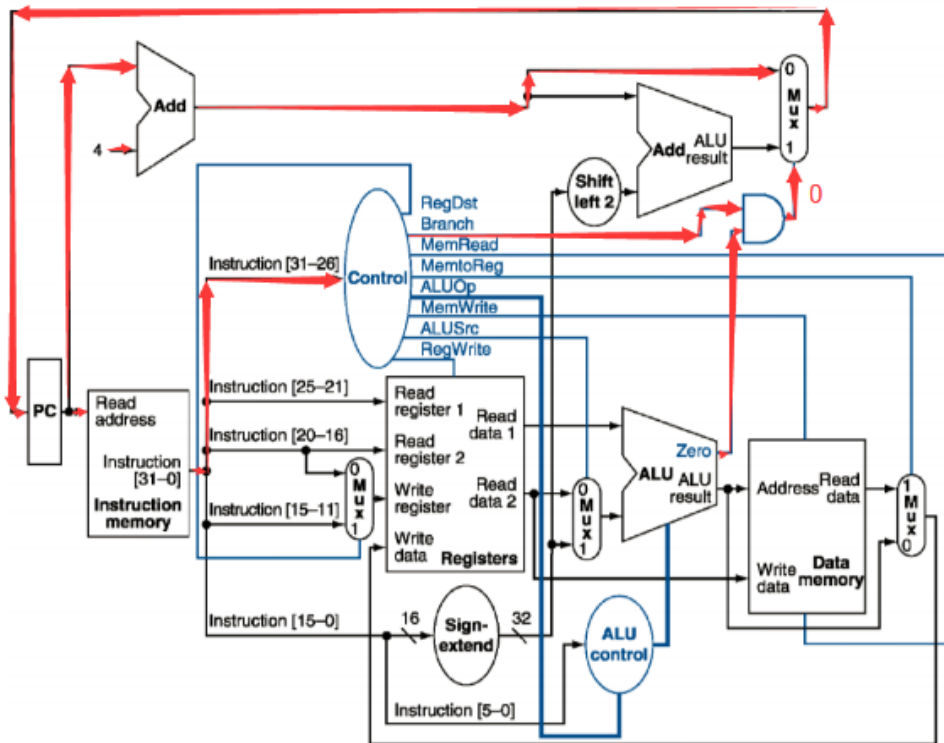 0
M
u
x
1
Add
4
Add
ALU
result
Shift
left 2
0
RegDst
Branch
MemRead
MemtoReg
ALUOp
MemWrite
ALUSrc
RegWrite
Control
Instruction [31–26]
PC
Read
address
Instruction
[31–0]
Instruction
memory
Instruction [25–21]
Instruction [20–16]
Instruction [15–11]
0
M
u
x
1
Read
register 1
Read
register 2
Write
register
Write
data
Read
data 1
Read
data 2
Registers
0
M
u
x
1
Zero
ALU
ALU
result
Address
Read
data
Write
data
Data
memory
1
M
u
x
0
Instruction [15–0]
16
Sign-
extend
32
ALU
control
Instruction [5–0]